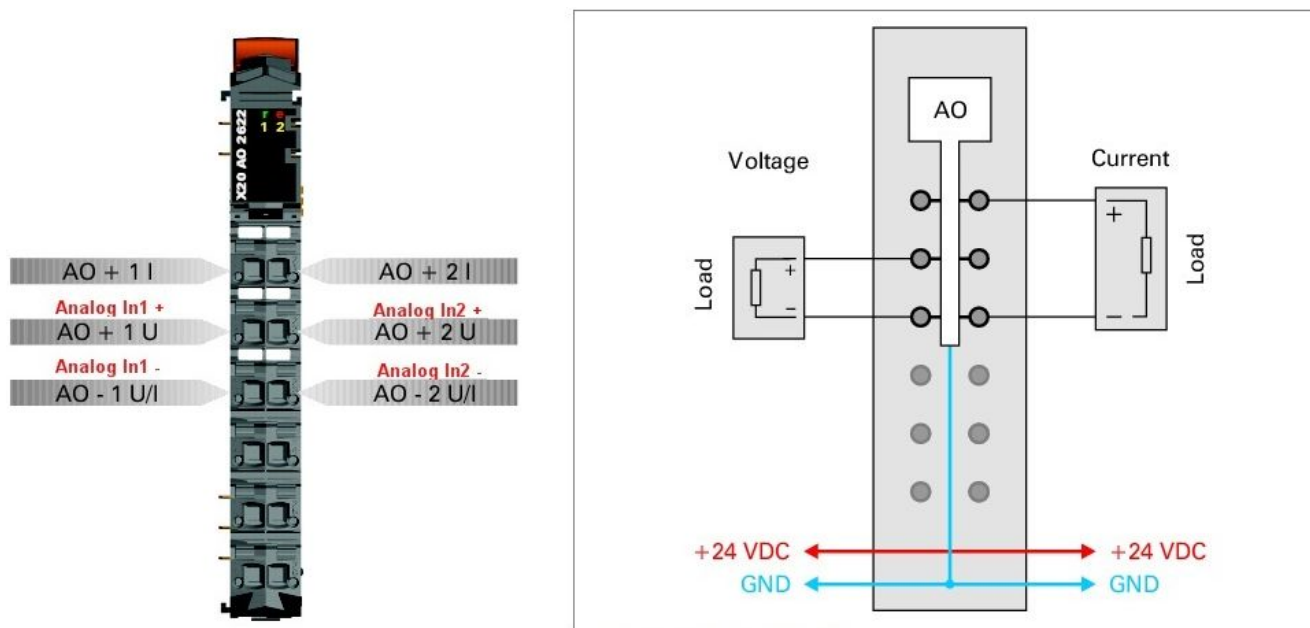 X20 AO 2622
r e
1 2
AO + 1 I
AO + 2 I
Analog In1 +
Analog In2 +
AO + 1 U
AO + 2 U
Analog In1 -
Analog In2 -
AO - 1 U/I
AO - 2 U/I
AO
Voltage
Current
Load
+
-
+
-
Load
+24 VDC
+24 VDC
GND
GND